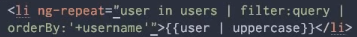 <li ng-repeat="user in users | filter:query |
orderBy:'+username'">{{user | uppercase}}</li>